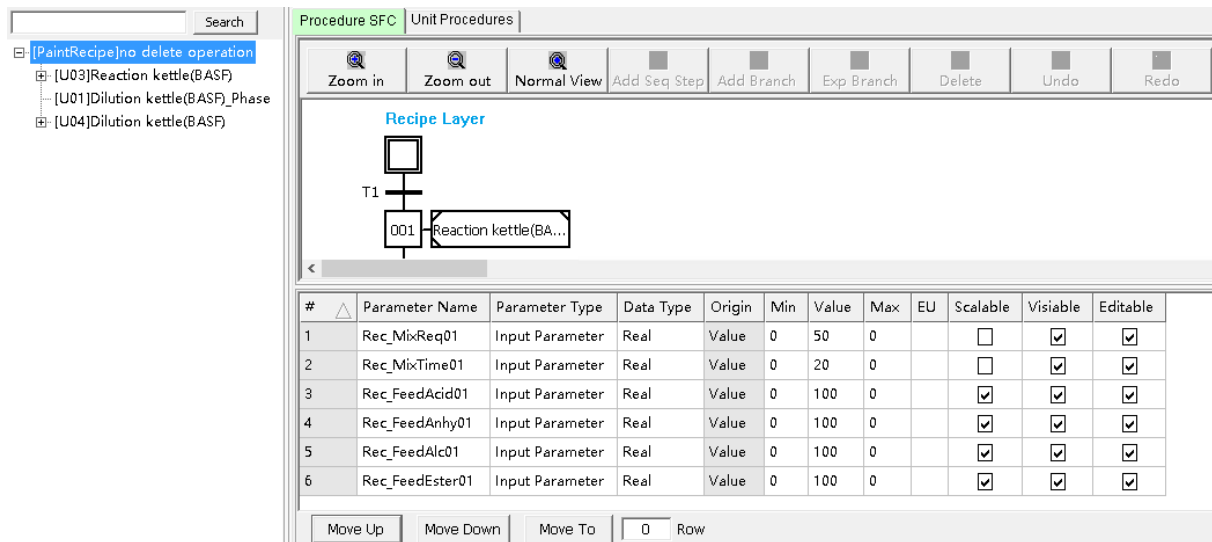 Search
[PaintRecipe]no delete operation
[U03]Reaction kettle(BASF)
[U01]Dilution kettle(BASF)_Phase
[U04]Dilution kettle(BASF)
Procedure SFC Unit Procedures
Zoom in Zoom out Normal View Add Seq Step Add Branch Exp Branch Delete Undo Redo
Recipe Layer
T1
001 Reaction kettle(BA...
# Parameter Name Parameter Type Data Type Origin Min Value Max EU Scalable Visiable Editable
1 Rec_MixReq01 Input Parameter Real Value 0 50 0
2 Rec_MixTime01 Input Parameter Real Value 0 20 0
3 Rec_FeedAcid01 Input Parameter Real Value 0 100 0
4 Rec_FeedAnhy01 Input Parameter Real Value 0 100 0
5 Rec_FeedAlc01 Input Parameter Real Value 0 100 0
6 Rec_FeedEster01 Input Parameter Real Value 0 100 0
Move Up Move Down Move To 0 Row